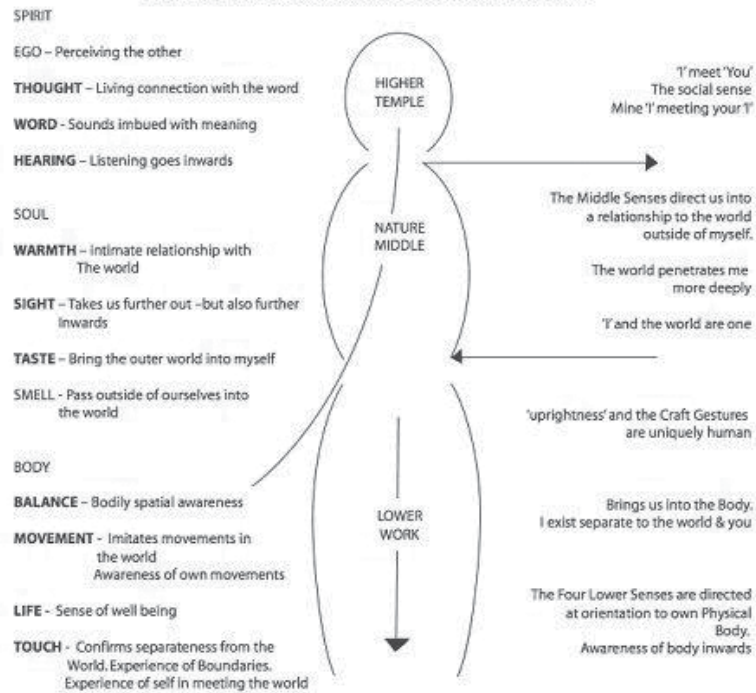 SPIRIT
EGO – Perceiving the other
THOUGHT – Living connection with the word
WORD - Sounds imbued with meaning
HEARING – Listening goes inwards
SOUL
WARMTH – intimate relationship with
The world
SIGHT – Takes us further out –but also further
Inwards
TASTE – Bring the outer world into myself
SMELL - Pass outside of ourselves into
the world
BODY
BALANCE – Bodily spatial awareness
MOVEMENT - Imitates movements in
the world
Awareness of own movements
LIFE - Sense of well being
TOUCH - Confirms separateness from the
World. Experience of Boundaries.
Experience of self in meeting the world
HIGHER
TEMPLE
NATURE
MIDDLE
LOWER
WORK
'I' meet 'You'
The social sense
Mine 'I' meeting your 'I'
The Middle Senses direct us into
a relationship to the world
outside of myself.
The world penetrates me
more deeply
'I' and the world are one
'uprightness' and the Craft Gestures
are uniquely human
Brings us into the Body.
I exist separate to the world & you
The Four Lower Senses are directed
at orientation to own Physical
Body.
Awareness of body inwards